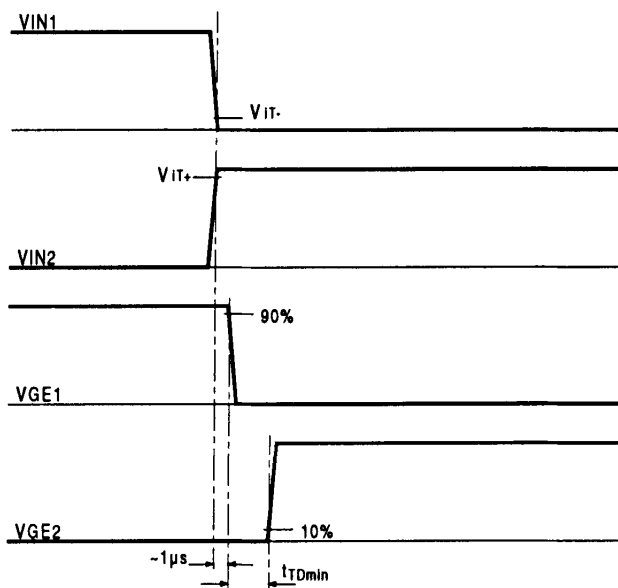 VIN1
ViT-
ViT+
VIN2
90%
VGE1
10%
VGE2
~1µs
tTDmin